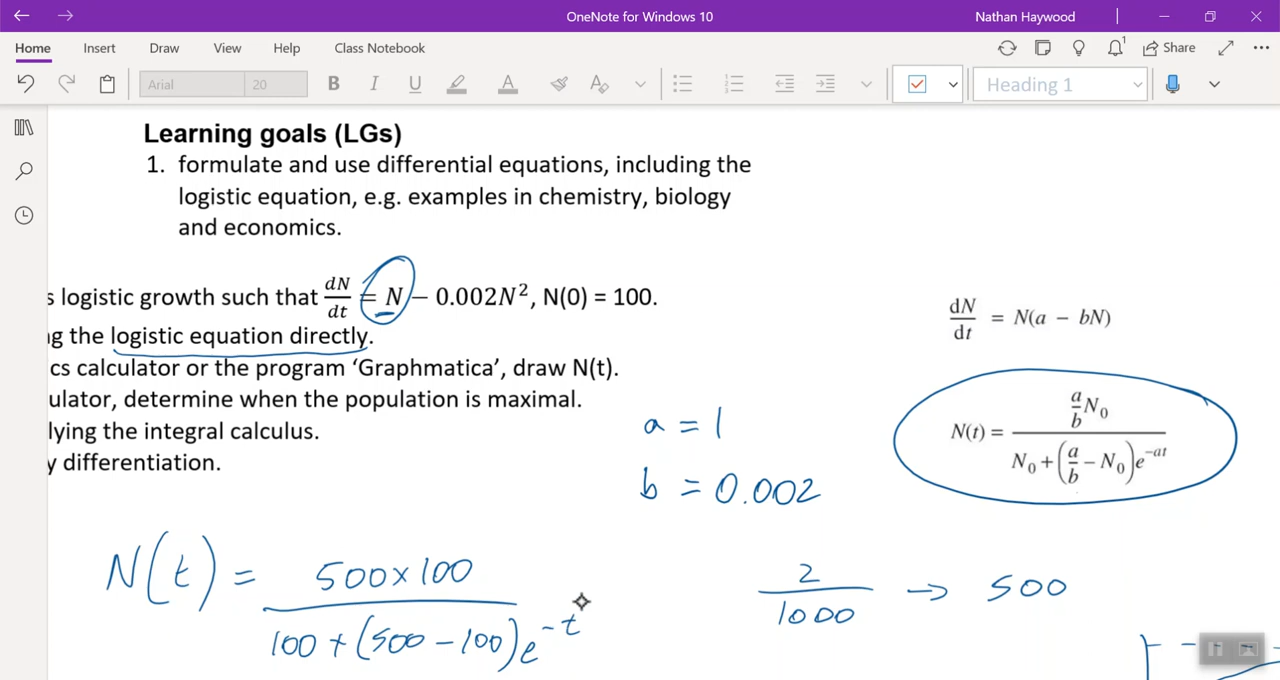 OneNote for Windows 10
Nathan Haywood
Home Insert Draw View Help Class Notebook
1
Share
Arial 20 B I U A A Heading 1
Learning goals (LGs)
1. formulate and use differential equations, including the
logistic equation, e.g. examples in chemistry, biology
and economics.
s logistic growth such that dN/dt = N − 0.002N², N(0) = 100.
g the logistic equation directly.
cs calculator or the program ‘Graphmatica’, draw N(t).
ulator, determine when the population is maximal.
lying the integral calculus.
y differentiation.
dN/dt = N(a − bN)
N(t) = (a/b N₀)/(N₀ + (a/b − N₀)e^−at)
a = 1
b = 0.002
N(t) = (500 × 100)/(100 + (500 − 100)e^−t)
2/1000 → 500